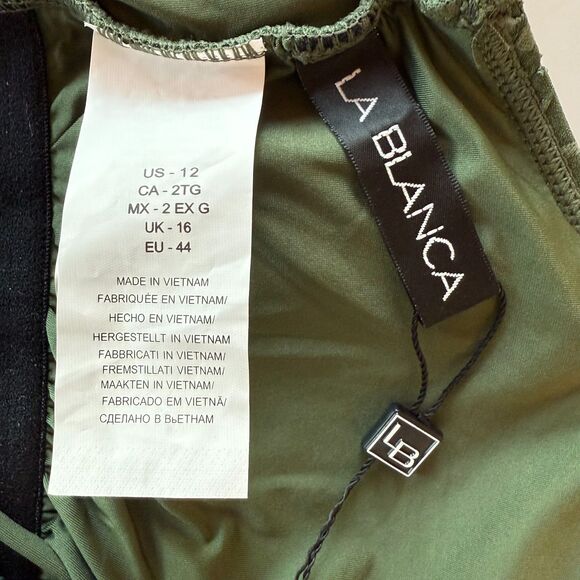 US - 12
CA - 2TG
MX - 2 EX G
UK - 16
EU - 44
MADE IN VIETNAM
FABRIQUÉE EN VIETNAM/
HECHO EN VIETNAM/
HERGESTELLT IN VIETNAM
FABBRICATI IN VIETNAM/
FREMSTILLATI VIETNAM/
MAAKTEN IN VIETNAM/
FABRICADO EM VIETNÃ/
СДЕЛАНО В ВЬЕТНАМ
LA BLANCA
LB